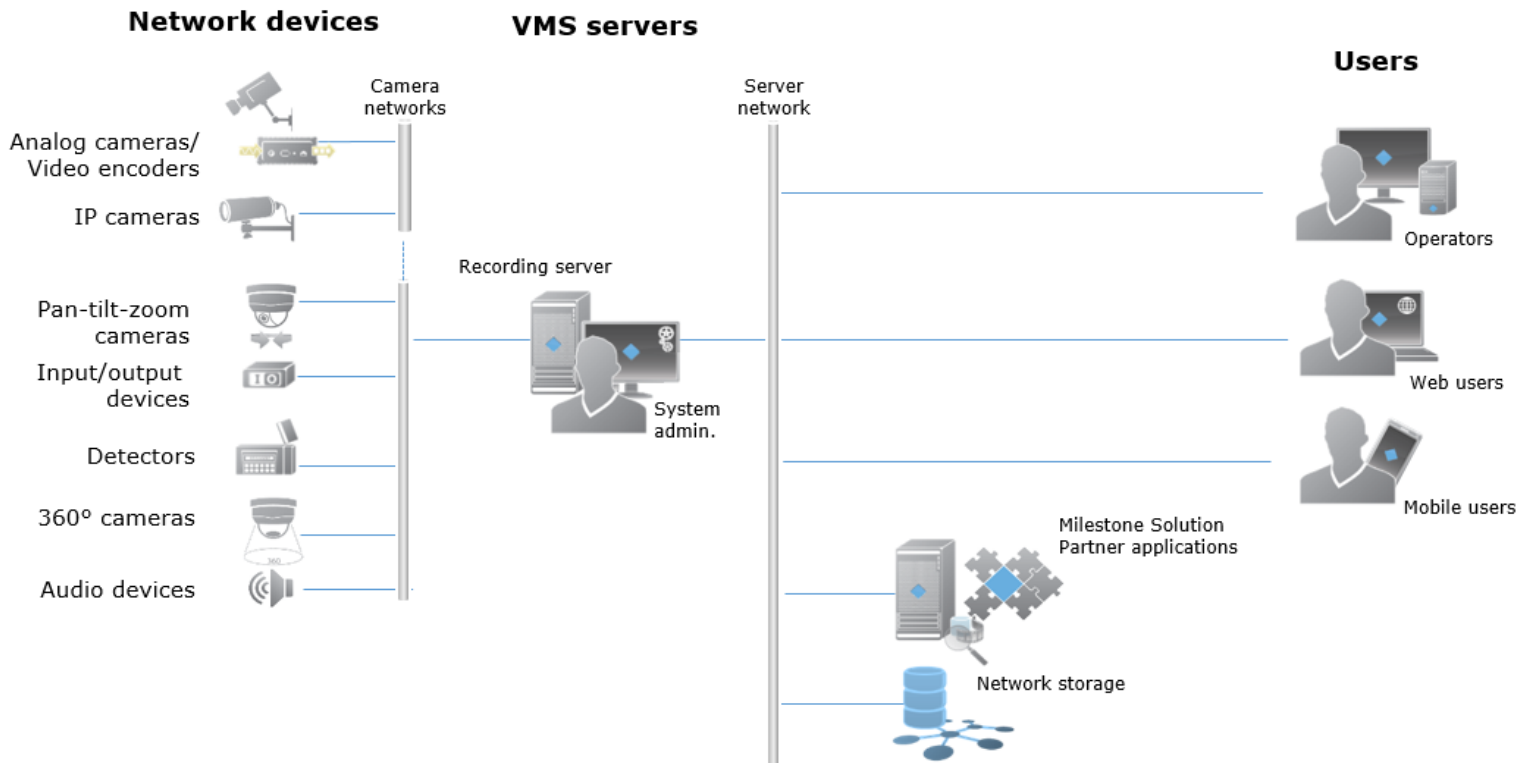 Network devices
VMS servers
Users
Camera
networks
Server
network
Analog cameras/
Video encoders
IP cameras
Operators
Recording server
Pan-tilt-zoom
cameras
Input/output
devices
System
admin.
Web users
Detectors
360º cameras
360
Mobile users
Milestone Solution
Partner applications
Audio devices
Network storage